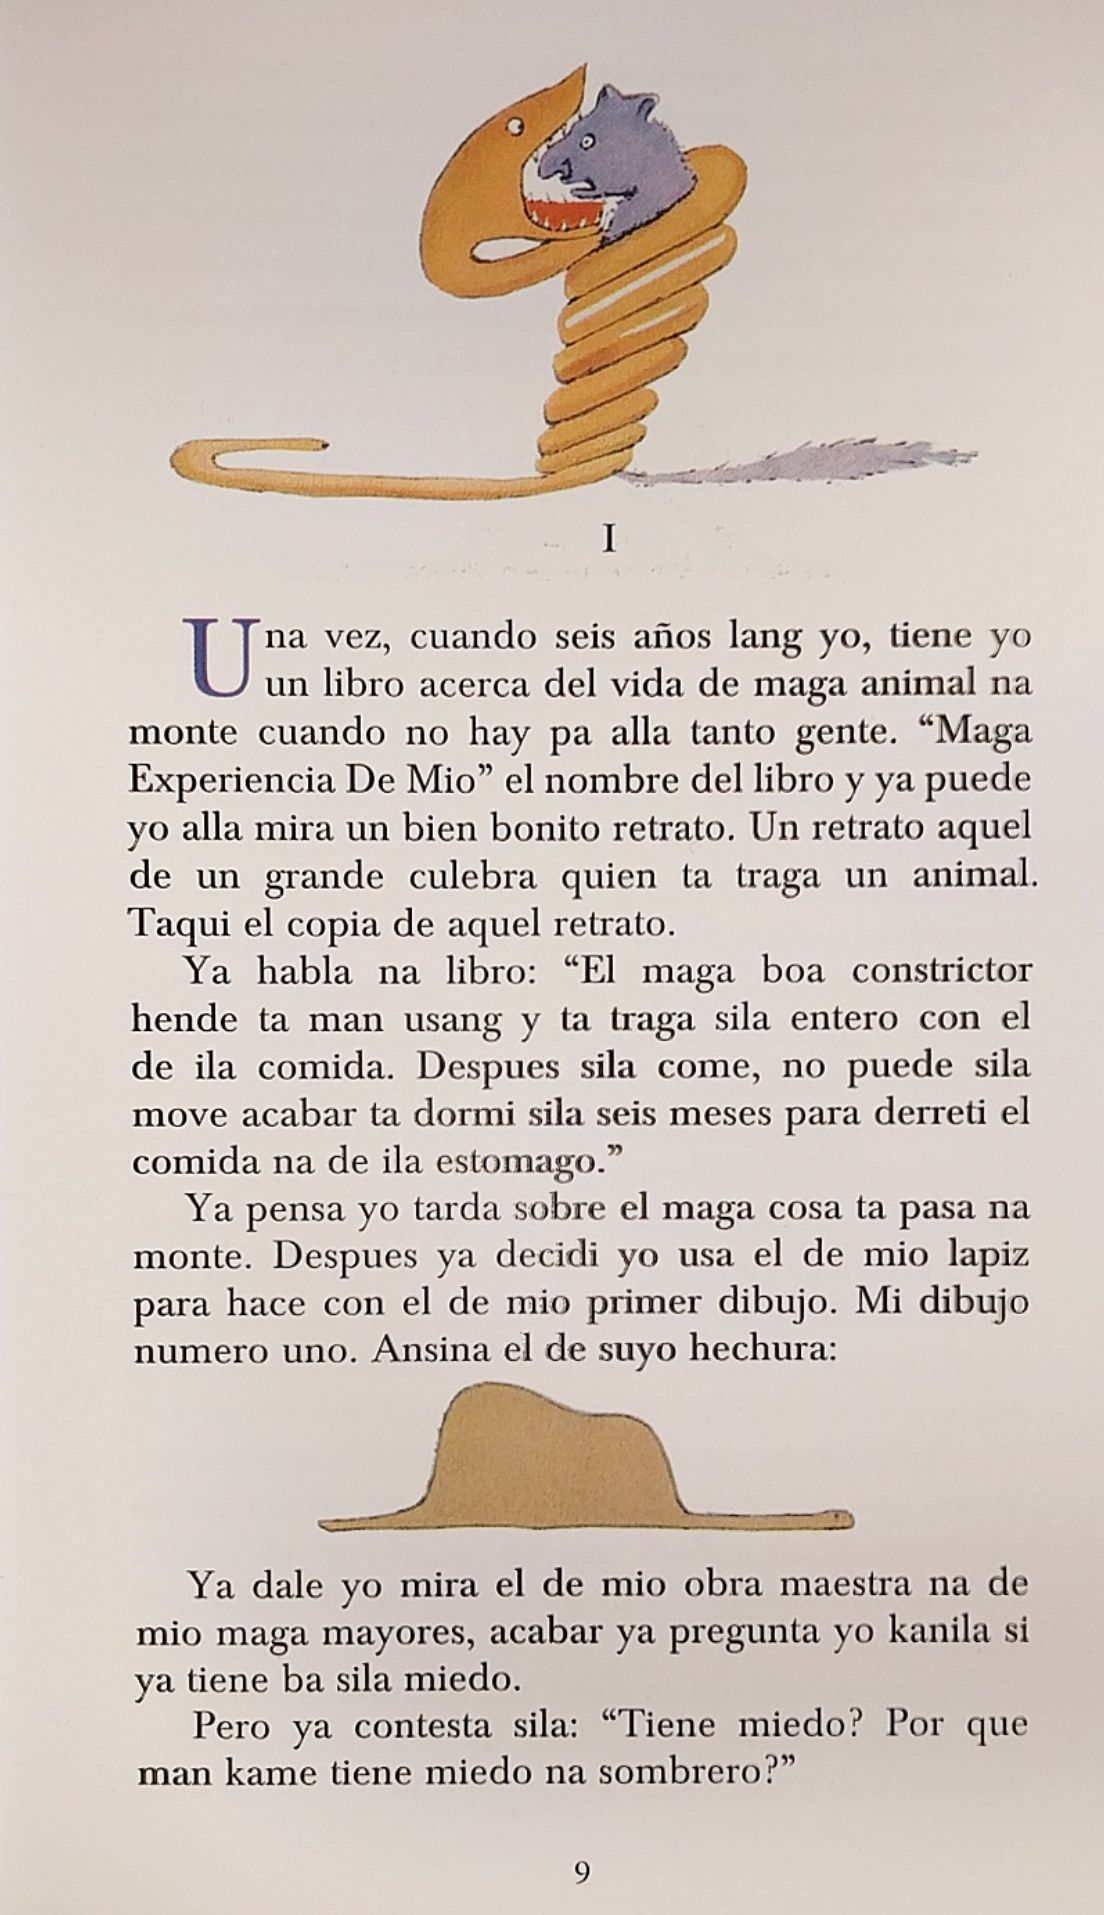 I
Una vez, cuando seis años lang yo, tiene yo
un libro acerca del vida de maga animal na
monte cuando no hay pa alla tanto gente. “Maga
Experiencia De Mio” el nombre del libro y ya puede
yo alla mira un bien bonito retrato. Un retrato aquel
de un grande culebra quien ta traga un animal.
Taqui el copia de aquel retrato.
Ya habla na libro: “El maga boa constrictor
hende ta man usang y ta traga sila entero con el
de ila comida. Despues sila come, no puede sila
move acabar ta dormi sila seis meses para derreti el
comida na de ila estomago.”
Ya pensa yo tarda sobre el maga cosa ta pasa na
monte. Despues ya decidi yo usa el de mio lapiz
para hace con el de mio primer dibujo. Mi dibujo
numero uno. Ansina el de suyo hechura:
Ya dale yo mira el de mio obra maestra na de
mio maga mayores, acabar ya pregunta yo kanila si
ya tiene ba sila miedo.
Pero ya contesta sila: “Tiene miedo? Por que
man kame tiene miedo na sombrero?”
9